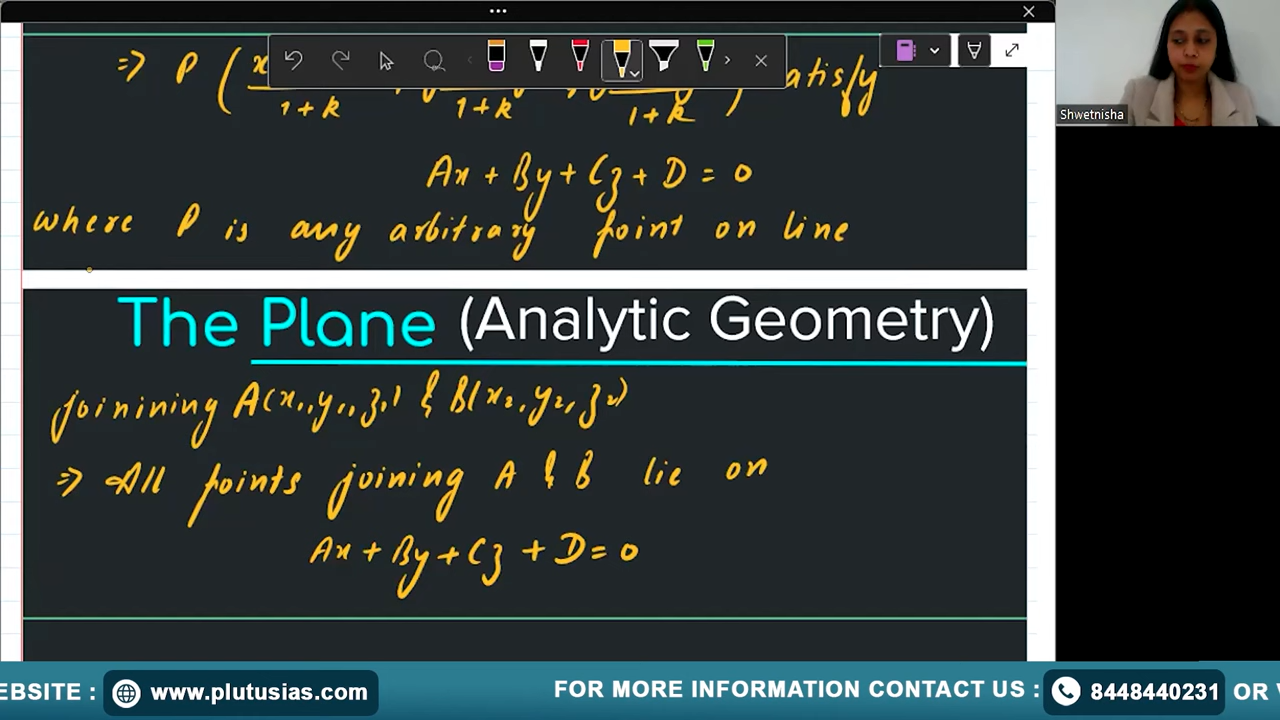 ⇒ P ( x
1+k , 1+k , 1+k ) satisfy
Ax + By + Cz + D = 0
where P is any arbitrary point on line
Shwetnisha
The Plane (Analytic Geometry)
joinining A(x₁, y₁, z₁) & B(x₂, y₂, z₂)
⇒ All points joining A & B lie on
Ax + By + Cz + D = 0
EBSITE : www.plutusias.com FOR MORE INFORMATION CONTACT US : 8448440231 OR